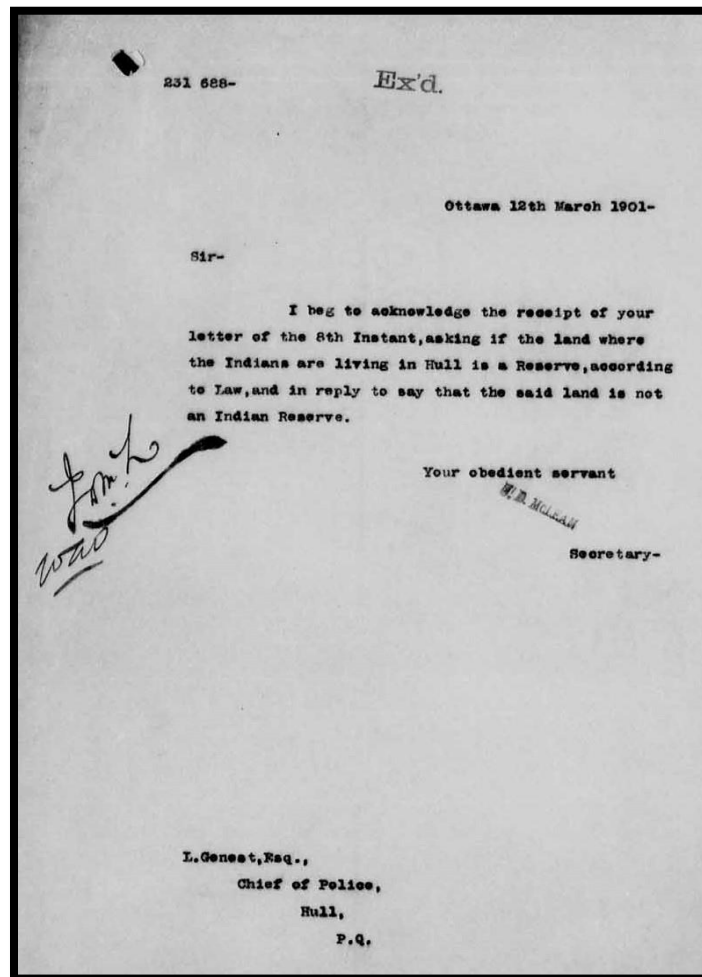 231 688-
Ex'd.
Ottawa 12th March 1901-
Sir-
I beg to acknowledge the receipt of your
letter of the 8th Instant,asking if the land where
the Indians are living in Hull is a Reserve,according
to Law,and in reply to say that the said land is not
an Indian Reserve.
Your obedient servant
D. McLEAN
Secretary-
L.Genest,Esq.,
Chief of Police,
Hull,
P.Q.